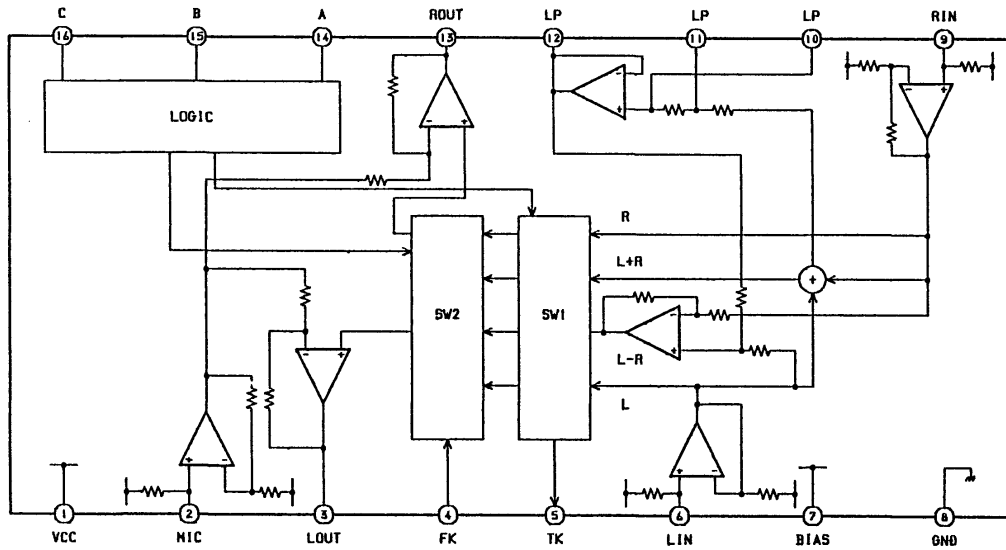 C B A ROUT LP LP LP RIN
16 15 14 13 12 11 10 9
LOGIC
- +
-
+
- +
R
L+R
+
SW2 SW1
-
+
L-R
- +
L
+ -
+ -
1 2 3 4 5 6 7 8
VCC MIC LOUT FK TK LIN BIAS GND